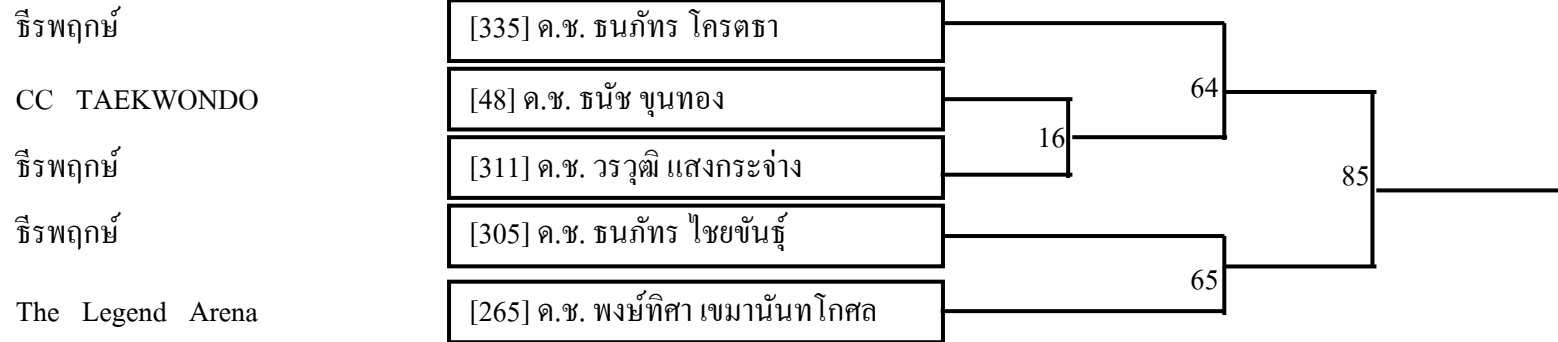 ธีรพฤกษ์ [335] ด.ช. ธนภัทร โครตธา
64
CC TAEKWONDO [48] ด.ช. ธนัช ขุนทอง
16
ธีรพฤกษ์ [311] ด.ช. วรวุฒิ แสงกระจ่าง
85
ธีรพฤกษ์ [305] ด.ช. ธนภัทร ไชยขันธุ์
65
The Legend Arena [265] ด.ช. พงษ์ทิศา เขมานันทโกศล